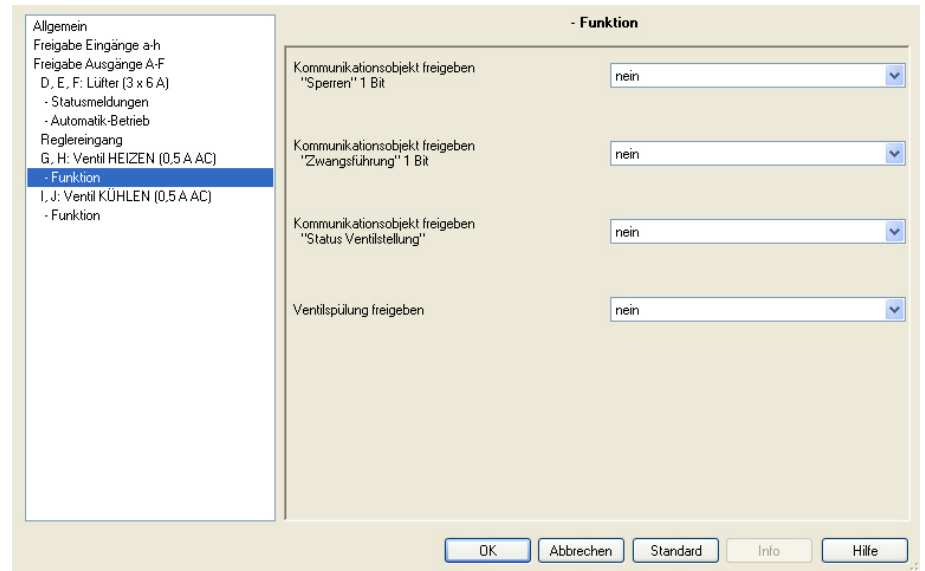 - Funktion
Allgemein
Freigabe Eingänge a-h
Freigabe Ausgänge A-F
D, E, F: Lüfter (3 x 6 A)
- Statusmeldungen
- Automatik-Betrieb
Reglereingang
G, H: Ventil HEIZEN (0,5 A AC)
- Funktion
I, J: Ventil KÜHLEN (0,5 A AC)
- Funktion
Kommunikationsobjekt freigeben
"Sperren" 1 Bit
nein
Kommunikationsobjekt freigeben
"Zwangsführung" 1 Bit
nein
Kommunikationsobjekt freigeben
"Status Ventilstellung"
nein
Ventilspülung freigeben
nein
OK
Abbrechen
Standard
Info
Hilfe